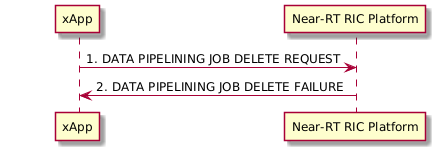 xApp
Near-RT RIC Platform
1. DATA PIPELINING JOB DELETE REQUEST
2. DATA PIPELINING JOB DELETE FAILURE
xApp
Near-RT RIC Platform